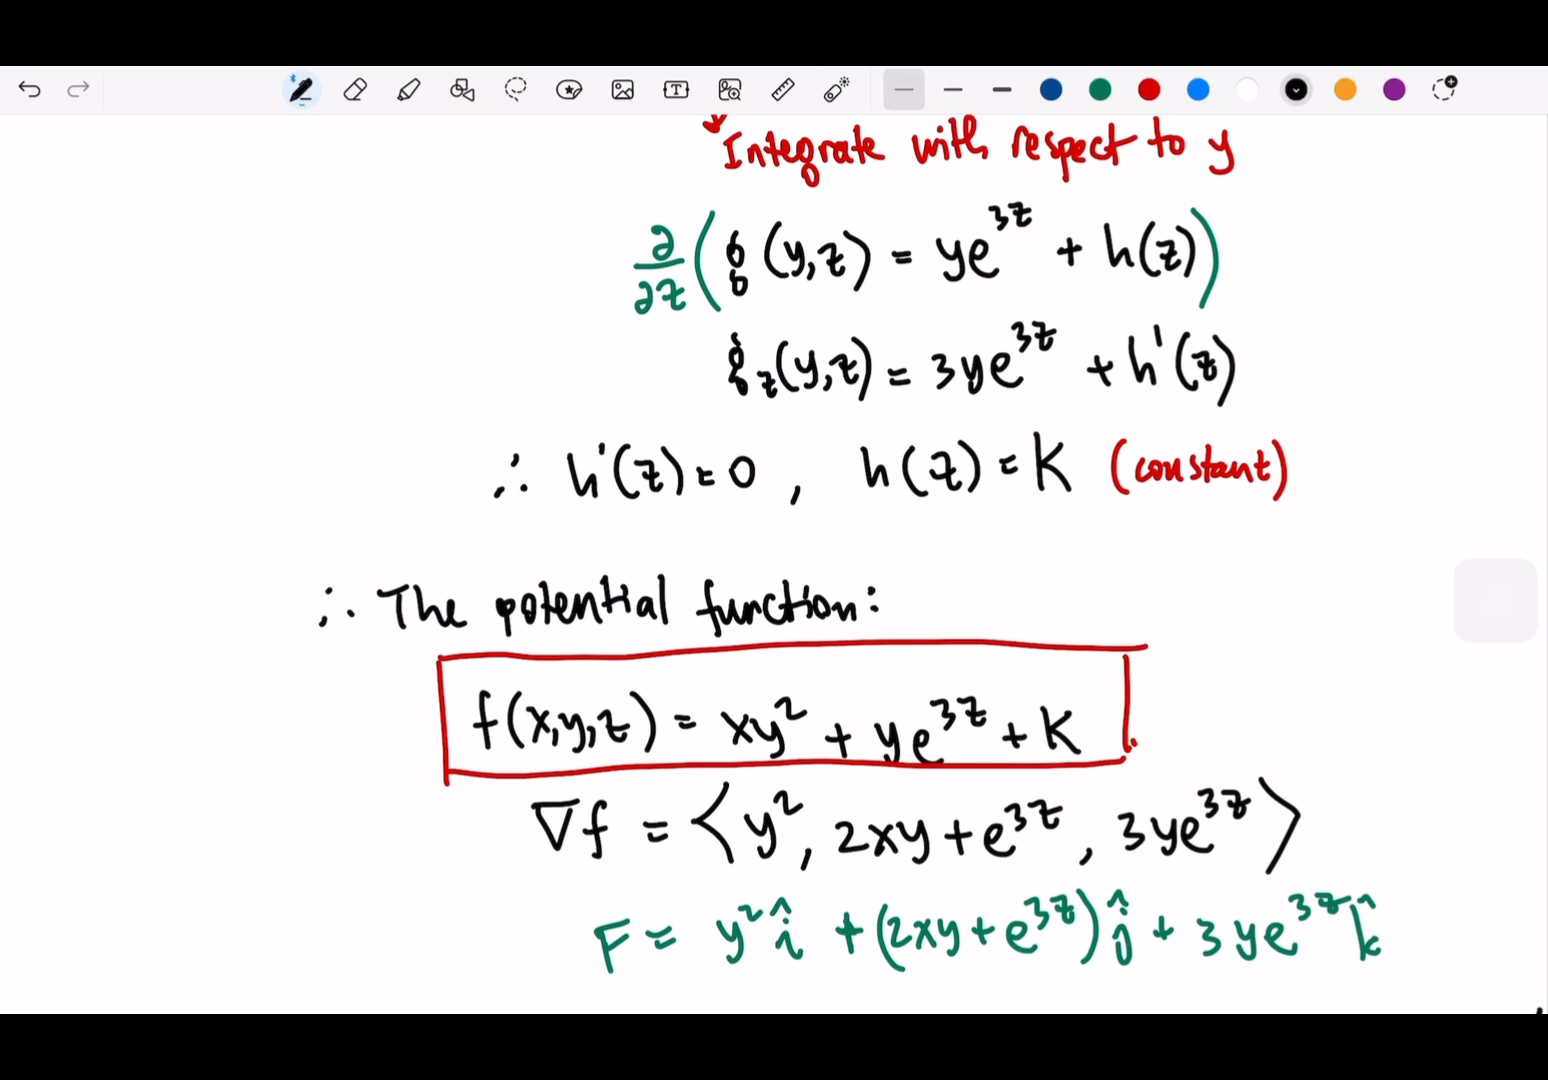 Integrate with respect to y
∂/∂z (g(y,z) = ye^{3z} + h(z))
g_z(y,z) = 3ye^{3z} + h'(z)
∴ h'(z) = 0 , h(z) = K (constant)
∴ The potential function:
f(x,y,z) = xy² + ye^{3z} + K
∇f = ⟨y², 2xy + e^{3z}, 3ye^{3z}⟩
F = y² î + (2xy + e^{3z}) ĵ + 3ye^{3z} k̂